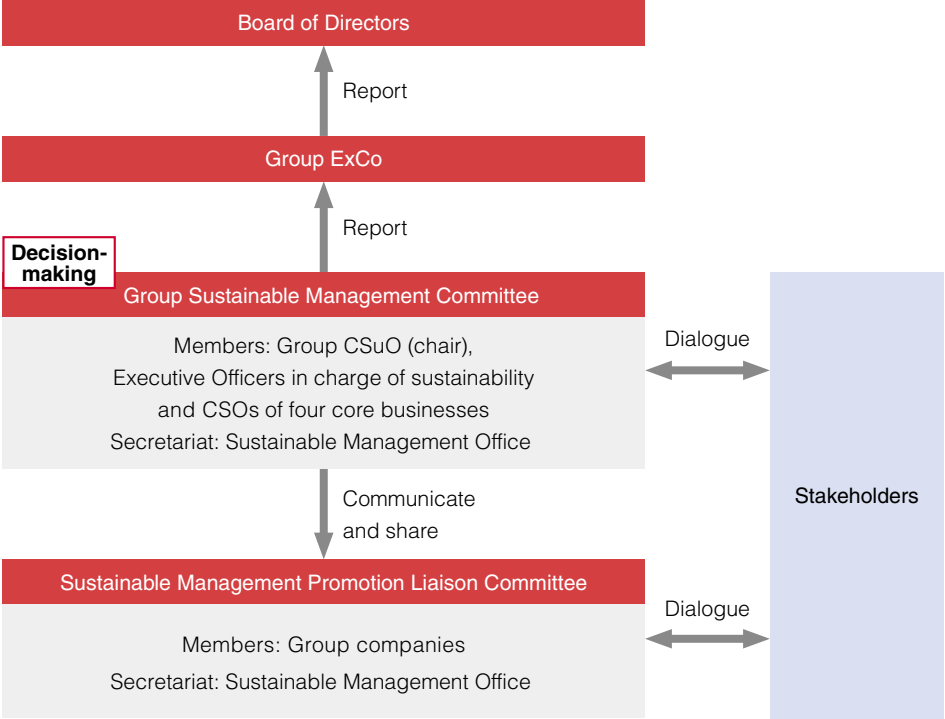 Board of Directors
Report
Group ExCo
Report
Decision-
making
Group Sustainable Management Committee
Members: Group CSuO (chair),
Executive Officers in charge of sustainability
and CSOs of four core businesses
Secretariat: Sustainable Management Office
Dialogue
Communicate
and share
Stakeholders
Sustainable Management Promotion Liaison Committee
Members: Group companies
Secretariat: Sustainable Management Office
Dialogue